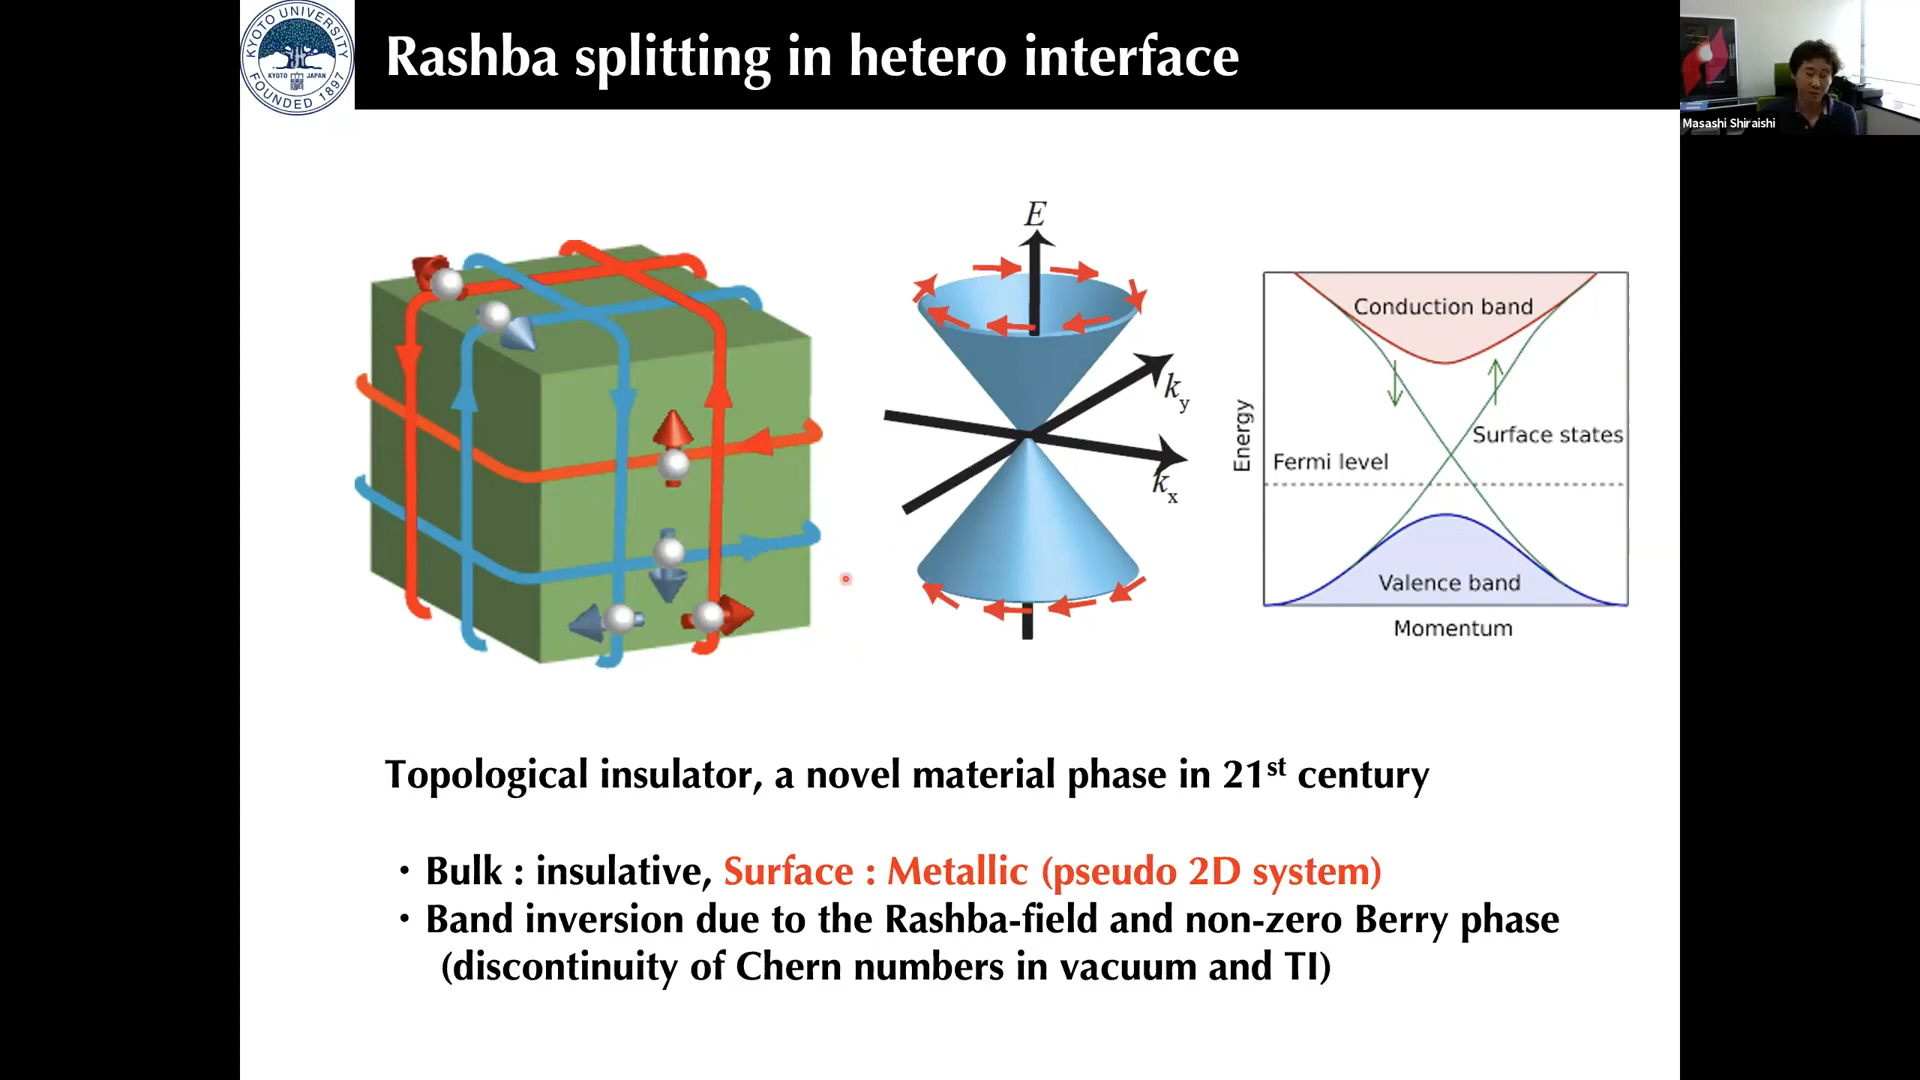 KYOTO UNIVERSITY
KYOTO JAPAN
FOUNDED 1897
Rashba splitting in hetero interface
Masashi Shiraishi
E
ky
kx
Conduction band
Surface states
Fermi level
Valence band
Energy
Momentum
Topological insulator, a novel material phase in 21st century
・Bulk : insulative, Surface : Metallic (pseudo 2D system)
・Band inversion due to the Rashba-field and non-zero Berry phase
(discontinuity of Chern numbers in vacuum and TI)